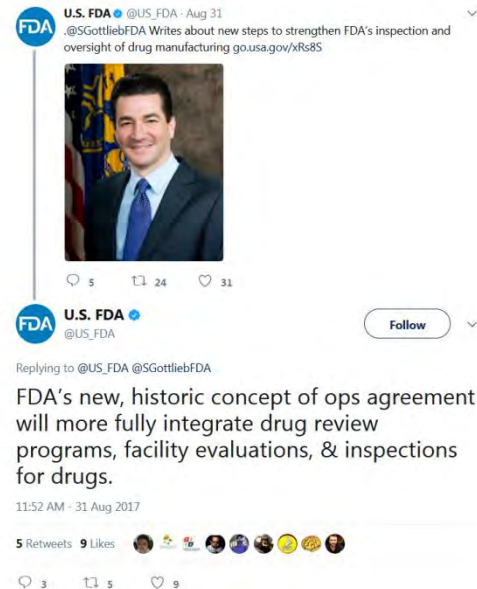 FDA
U.S. FDA @US_FDA · Aug 31
.@SGottliebFDA Writes about new steps to strengthen FDA's inspection and
oversight of drug manufacturing go.usa.gov/xRs8S
5 24 31
FDA
U.S. FDA
@US_FDA
Follow
Replying to @US_FDA @SGottliebFDA
FDA's new, historic concept of ops agreement
will more fully integrate drug review
programs, facility evaluations, & inspections
for drugs.
11:52 AM - 31 Aug 2017
5 Retweets 9 Likes
3 5 9